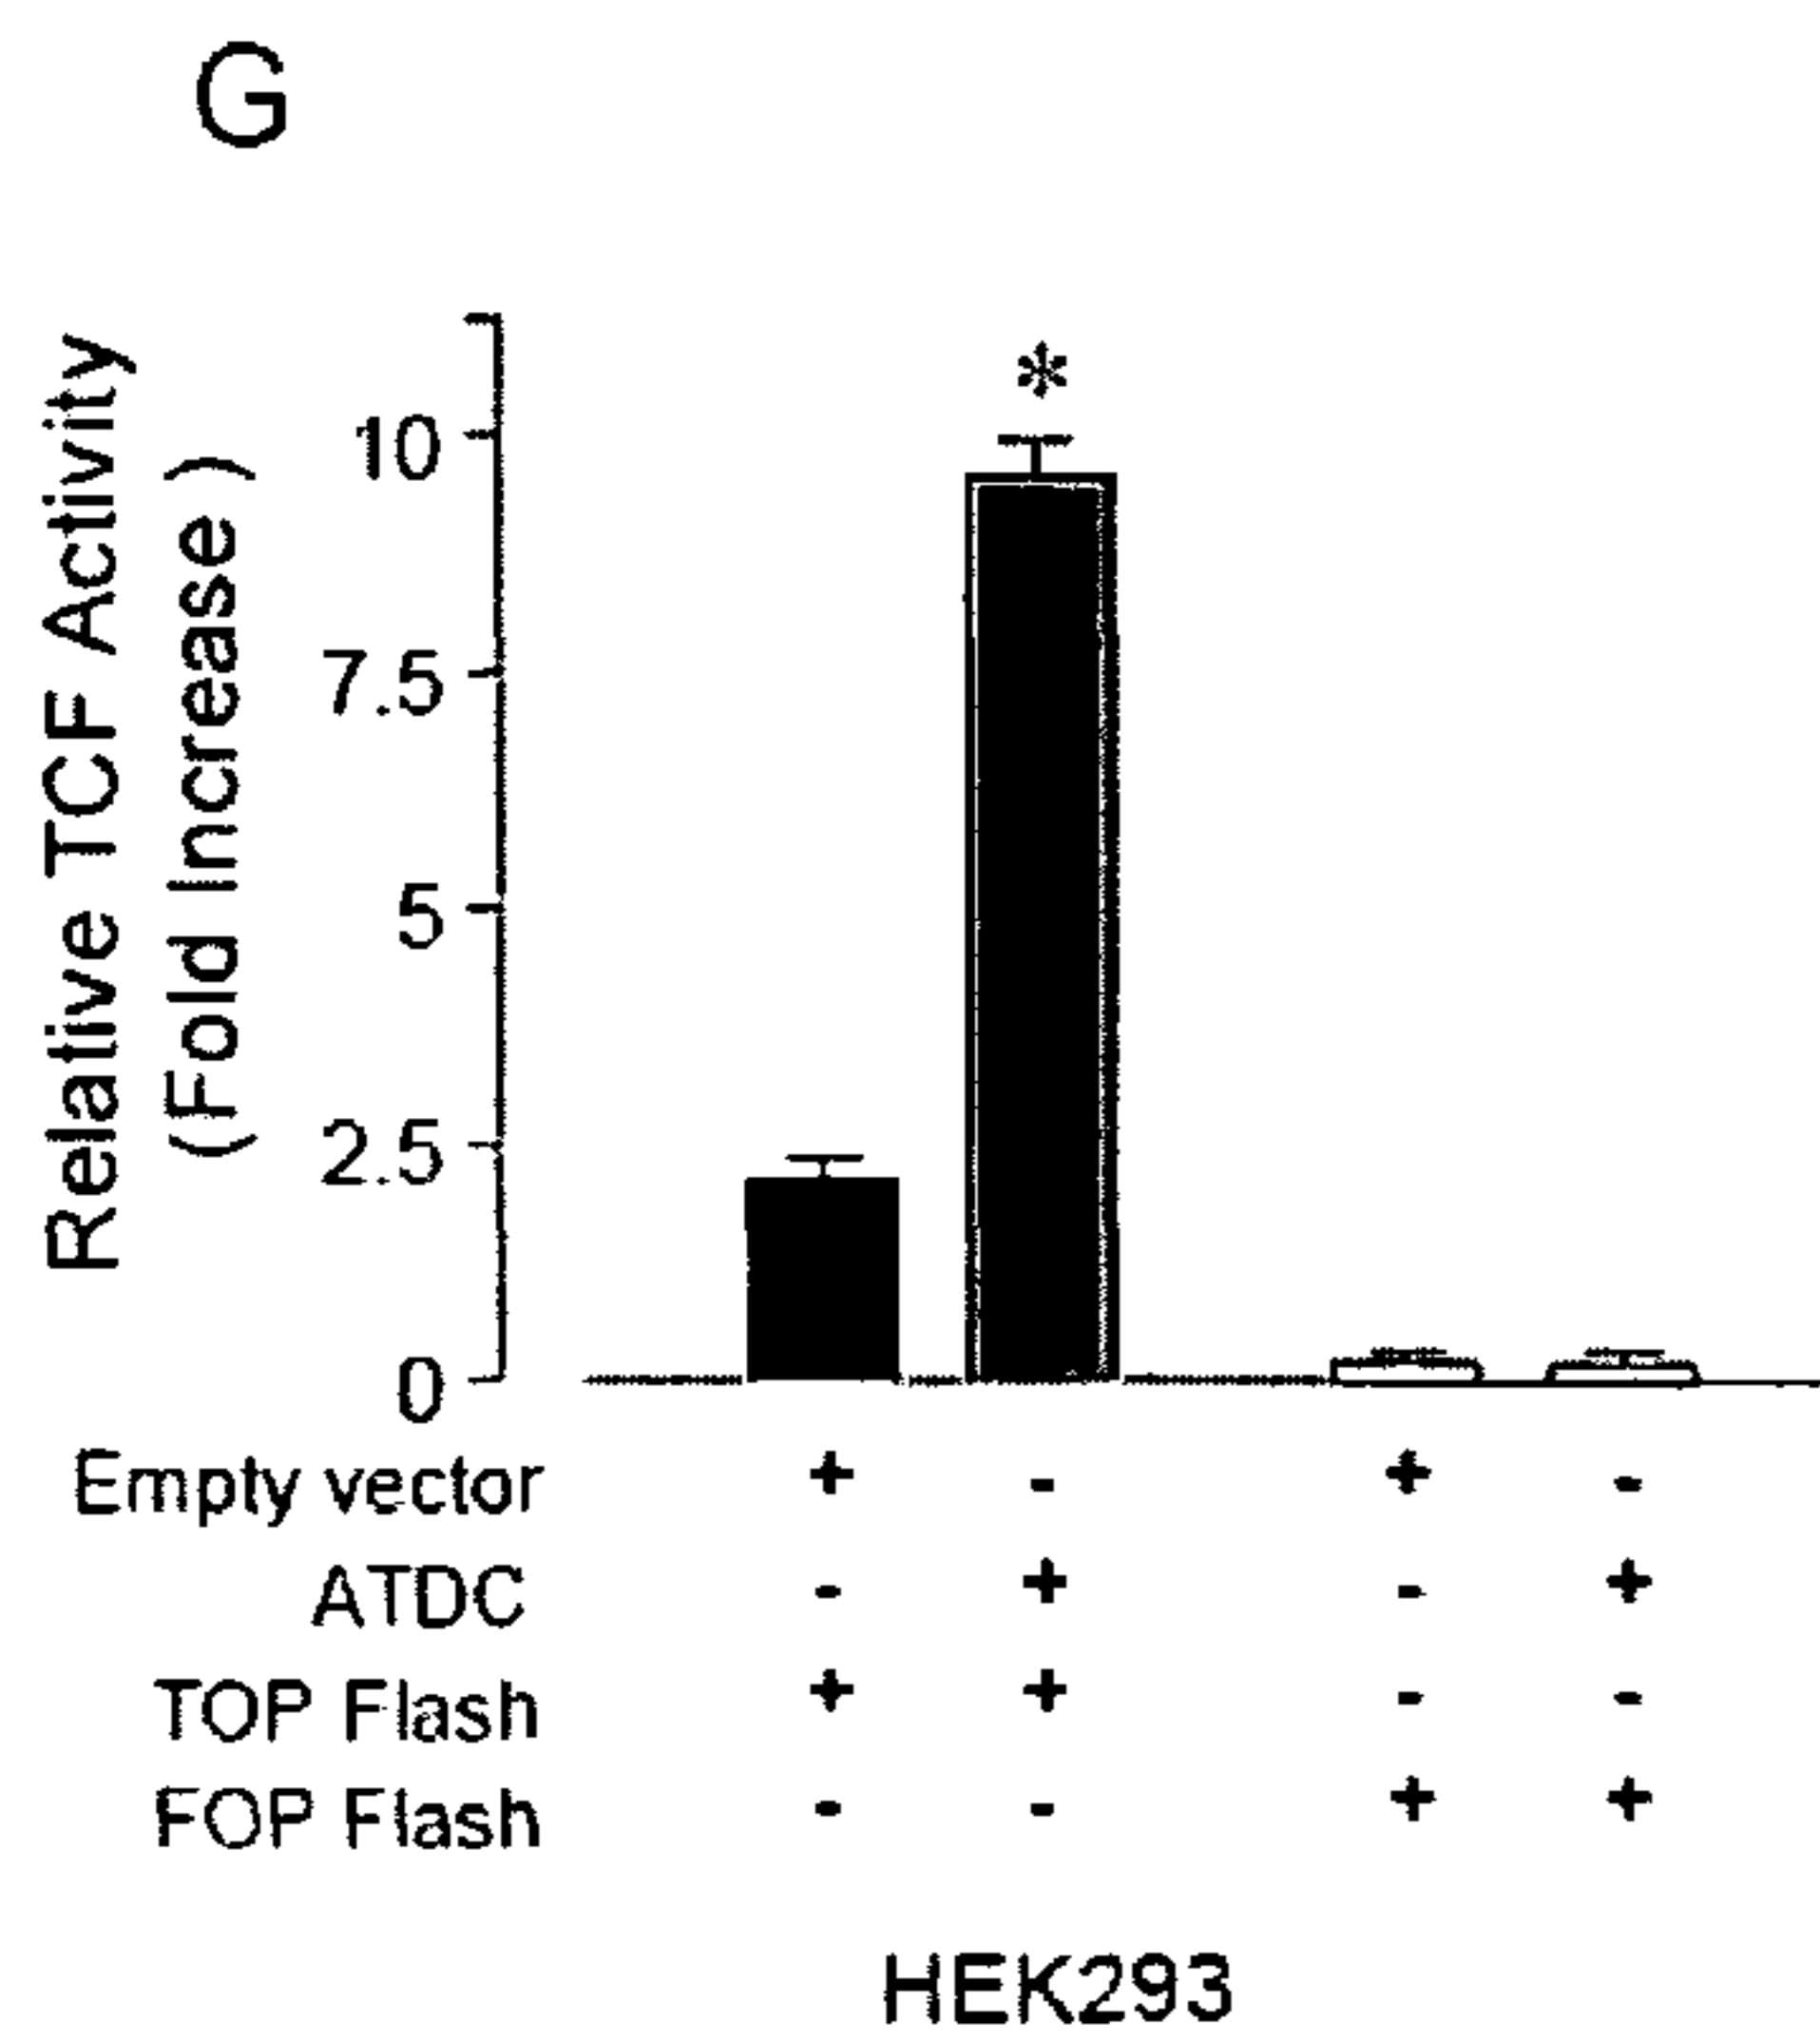 G
Relative TCF Activity
(Fold Increase )
*
10
7.5
5
2.5
0
Empty vector + - + -
ATDC - + - +
TOP Flash + + - -
FOP Flash - - + +
HEK293